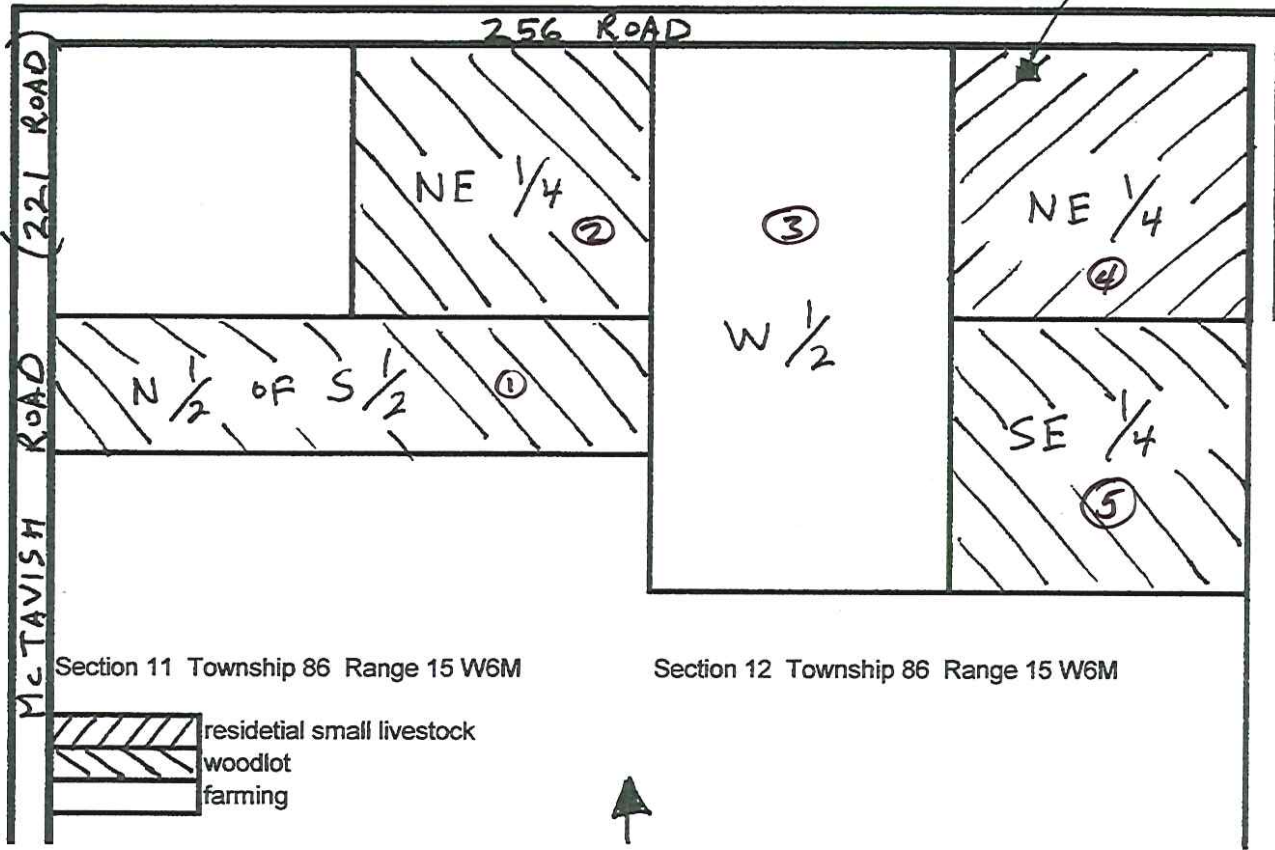 256 ROAD
Mc TAVISH ROAD (221 ROAD)
NE 1/4
②
③
W 1/2
NE 1/4
④
N 1/2 OF S 1/2 ①
SE 1/4
⑤
Section 11 Township 86 Range 15 W6M
Section 12 Township 86 Range 15 W6M
residetial small livestock
woodlot
farming